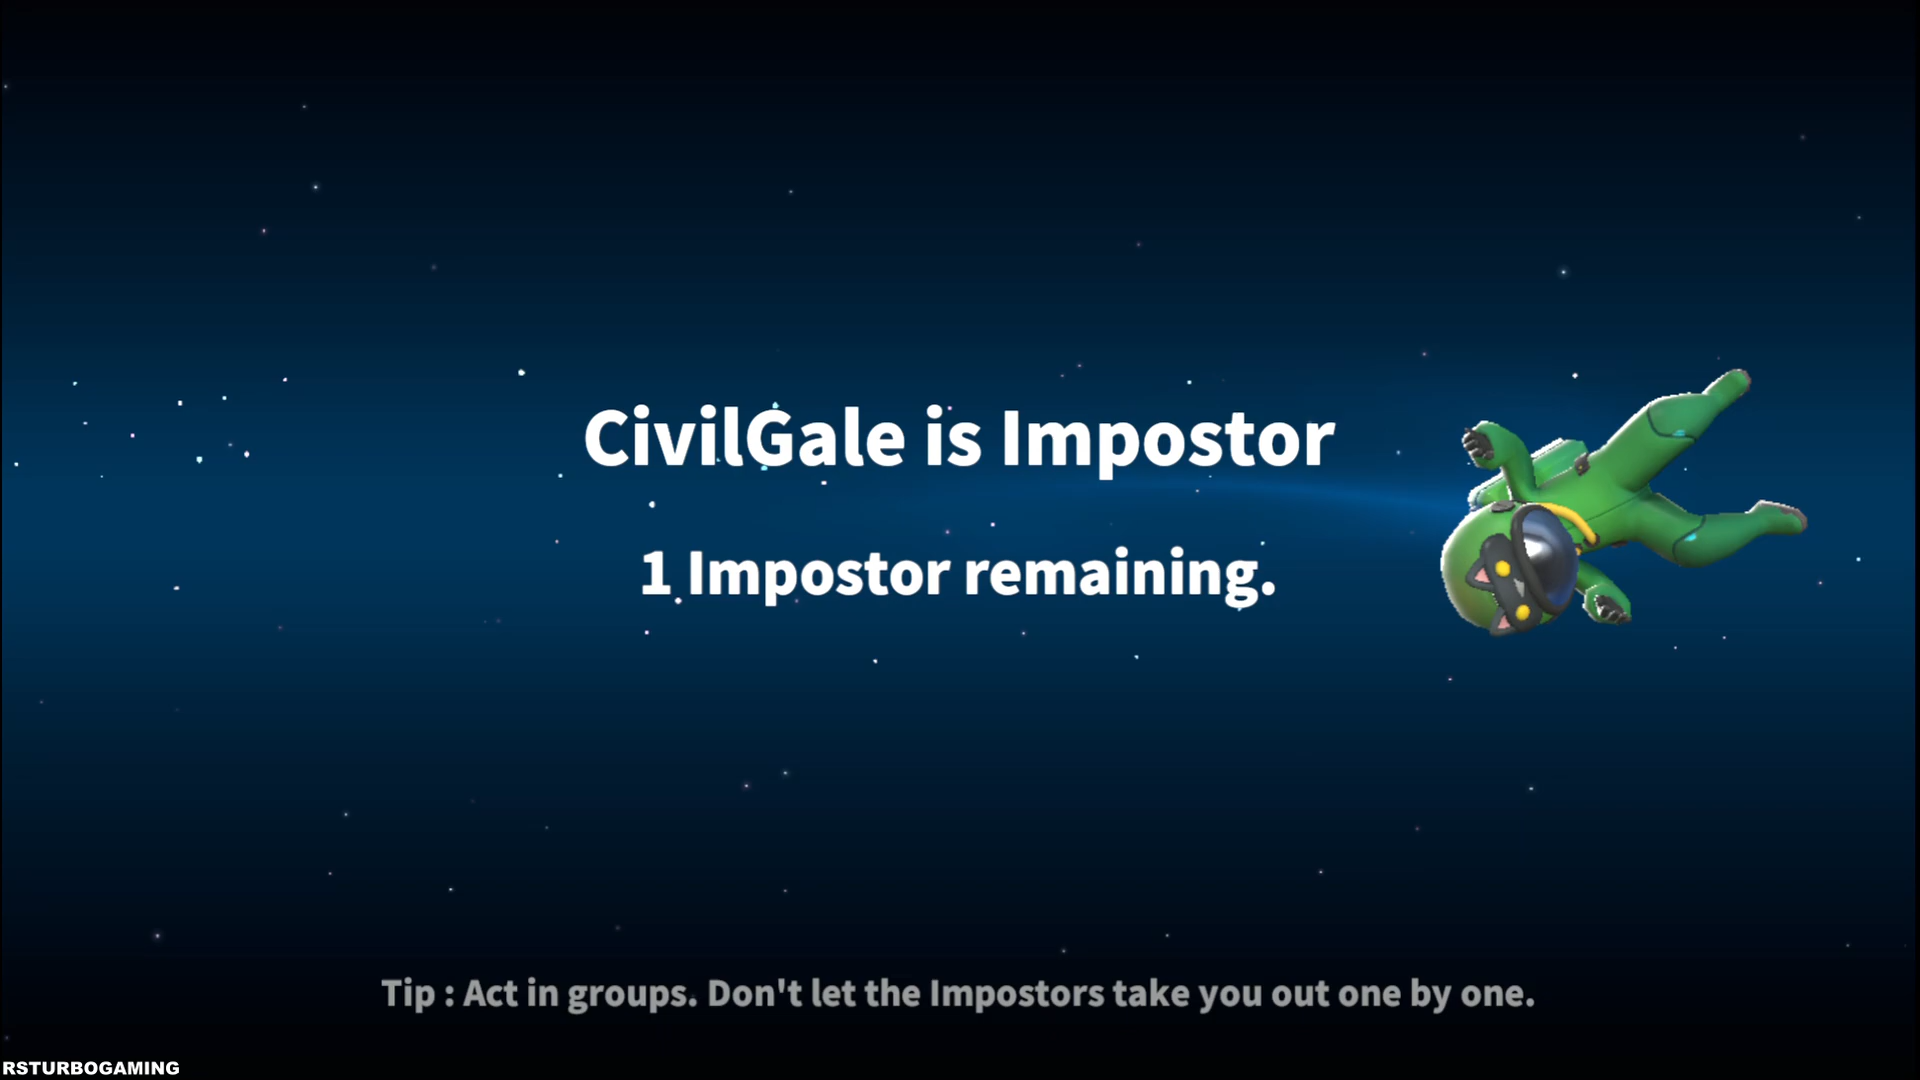 CivilGale is Impostor
1 Impostor remaining.
Tip : Act in groups. Don't let the Impostors take you out one by one.
RSTURBOGAMING